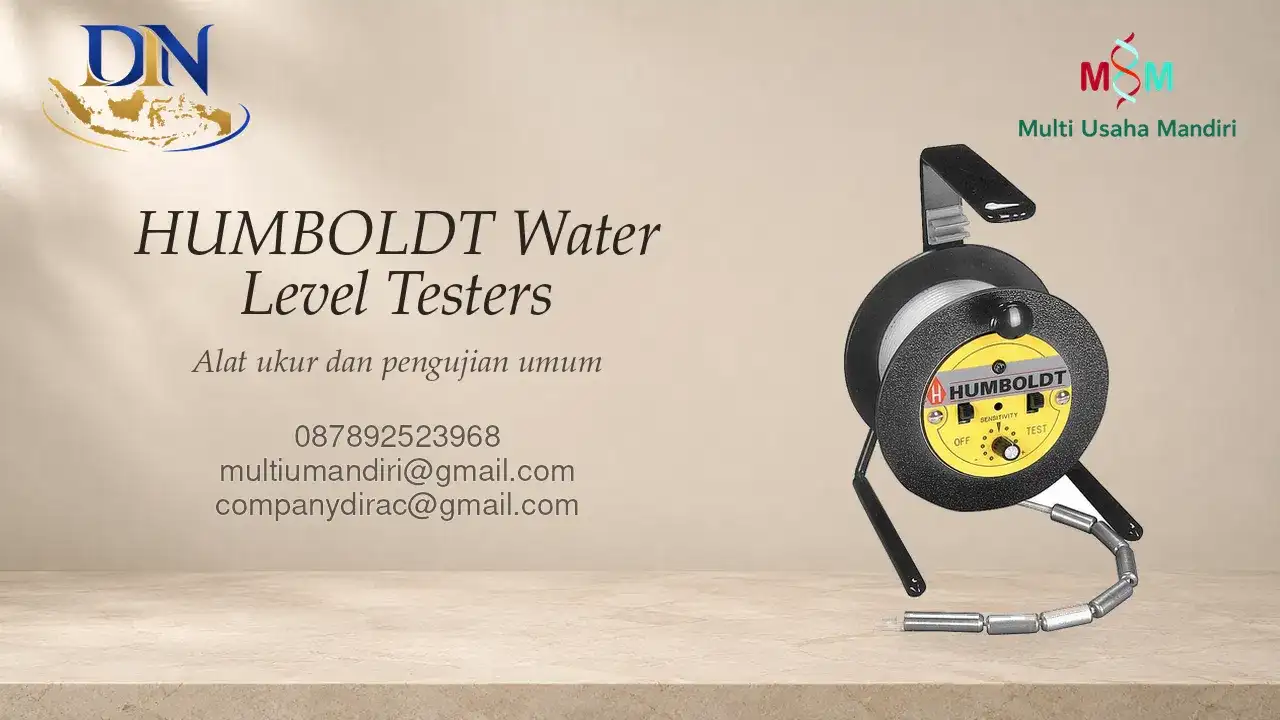 DIN
MSM
Multi Usaha Mandiri
HUMBOLDT Water
Level Testers
Alat ukur dan pengujian umum
087892523968
multiumandiri@gmail.com
companydirac@gmail.com
H HUMBOLDT
SENSITIVITY
OFF
TEST